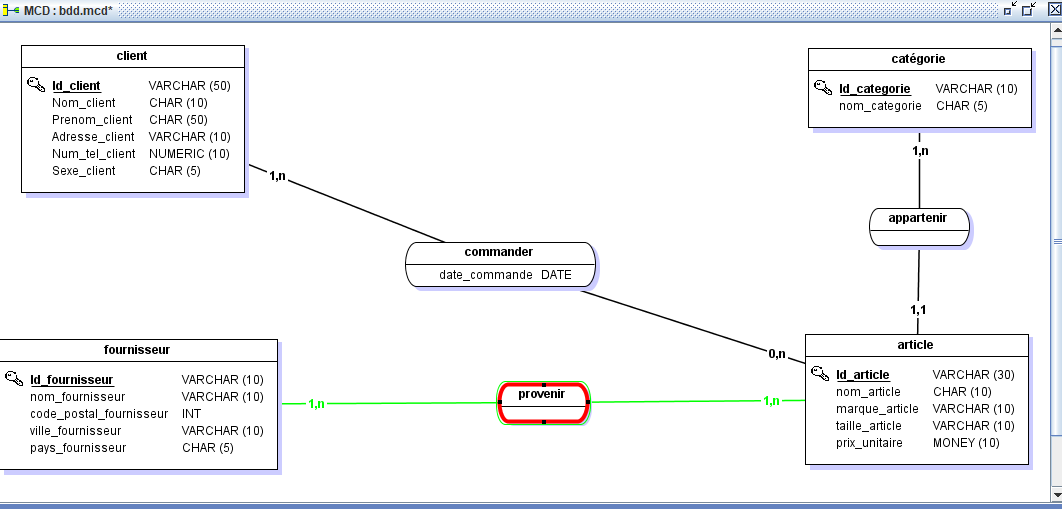 MCD : bdd.mcd*
client
Id_client VARCHAR (50)
Nom_client CHAR (10)
Prenom_client CHAR (50)
Adresse_client VARCHAR (10)
Num_tel_client NUMERIC (10)
Sexe_client CHAR (5)
catégorie
Id_categorie VARCHAR (10)
nom_categorie CHAR (5)
1,n
1,n
appartenir
commander
date_commande DATE
1,1
0,n
fournisseur
Id_fournisseur VARCHAR (10)
nom_fournisseur VARCHAR (10)
code_postal_fournisseur INT
ville_fournisseur VARCHAR (10)
pays_fournisseur CHAR (5)
1,n
provenir
1,n
article
Id_article VARCHAR (30)
nom_article CHAR (10)
marque_article VARCHAR (10)
taille_article VARCHAR (10)
prix_unitaire MONEY (10)